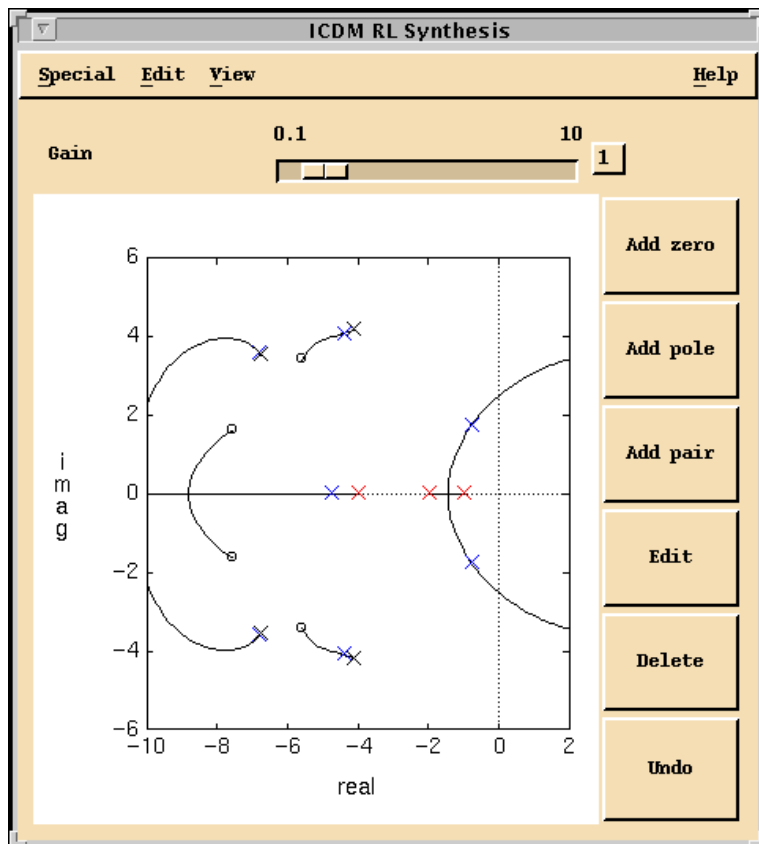 ICDM RL Synthesis
Special Edit View Help
0.1 10
Gain 1
Add zero
Add pole
Add pair
Edit
Delete
Undo
6
4
2
0
-2
-4
-6
imag
-10 -8 -6 -4 -2 0 2
real